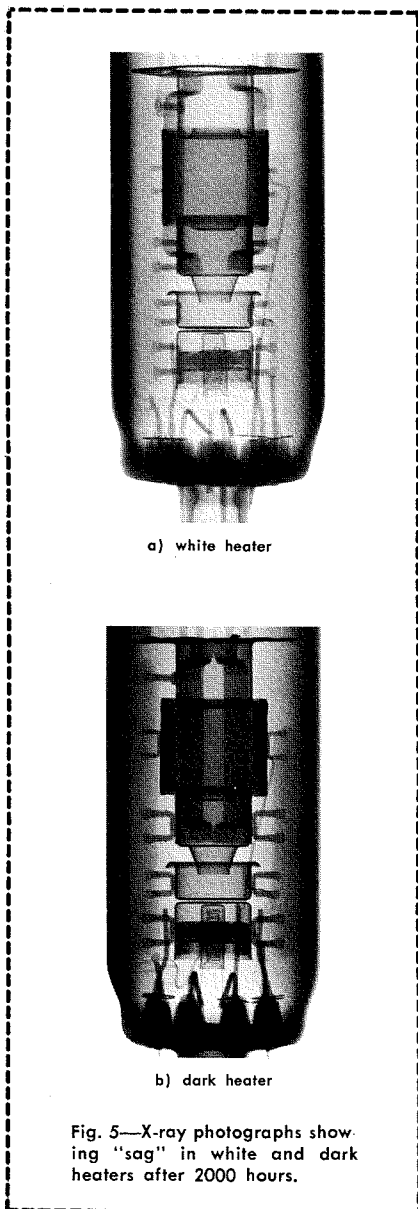 a) white heater
b) dark heater
Fig. 5—X-ray photographs show-
ing “sag” in white and dark
heaters after 2000 hours.